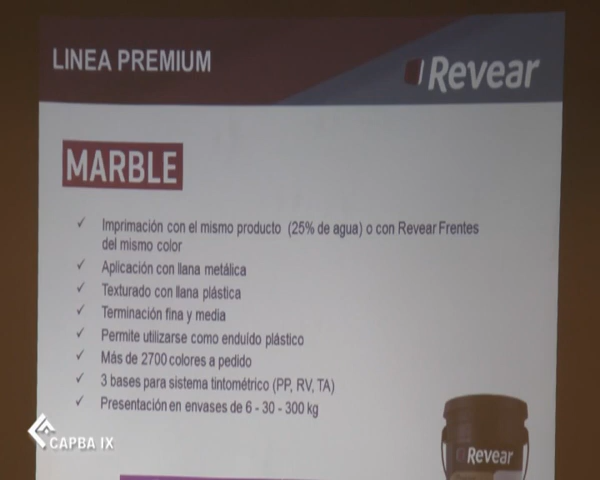 LINEA PREMIUM
Revear
MARBLE
✓ Imprimación con el mismo producto (25% de agua) o con Revear Frentes
del mismo color
✓ Aplicación con llana metálica
✓ Texturado con llana plástica
✓ Terminación fina y media
✓ Permite utilizarse como enduído plástico
✓ Más de 2700 colores a pedido
✓ 3 bases para sistema tintométrico (PP, RV, TA)
✓ Presentación en envases de 6 - 30 - 300 kg
CAPBA IX
Revear